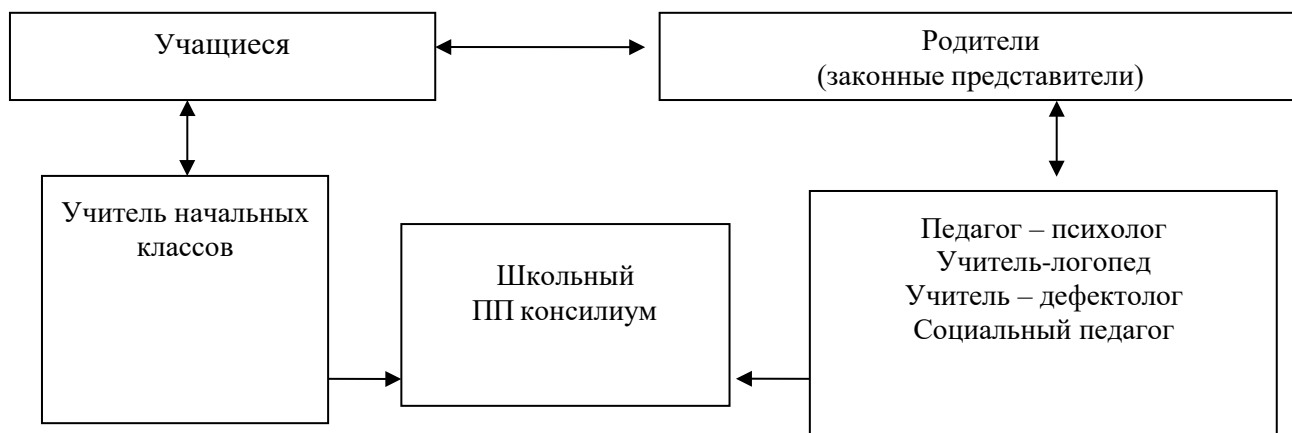 Учащиеся
Родители
(законные представители)
Учитель начальных
классов
Школьный
ПП консилиум
Педагог – психолог
Учитель-логопед
Учитель – дефектолог
Социальный педагог